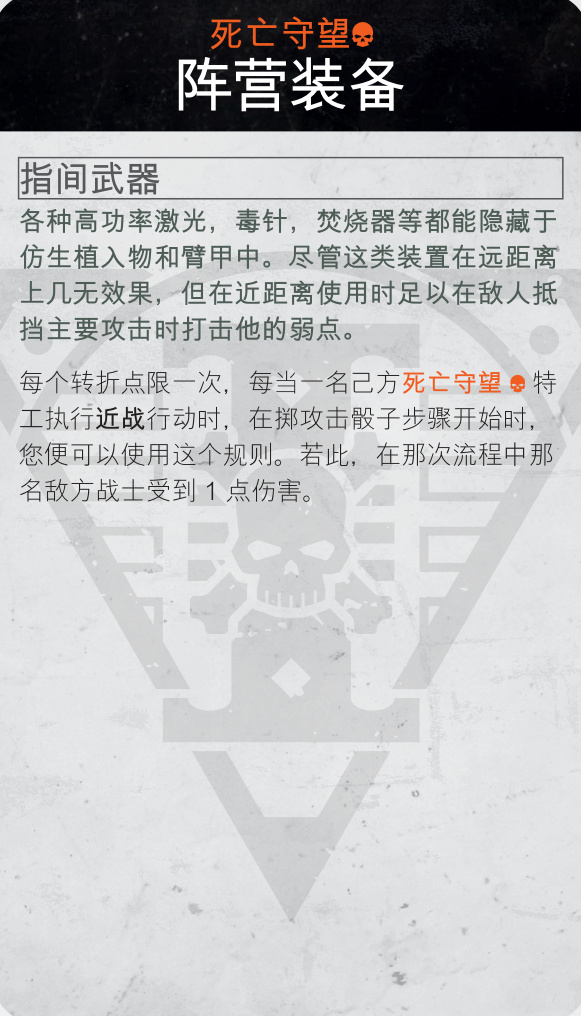 死亡守望
阵营装备
指间武器
各种高功率激光，毒针，焚烧器等都能隐藏于
仿生植入物和臂甲中。尽管这类装置在远距离
上几无效果，但在近距离使用时足以在敌人抵
挡主要攻击时打击他的弱点。
每个转折点限一次，每当一名己方死亡守望 特
工执行近战行动时，在掷攻击骰子步骤开始时，
您便可以使用这个规则。若此，在那次流程中那
名敌方战士受到 1 点伤害。